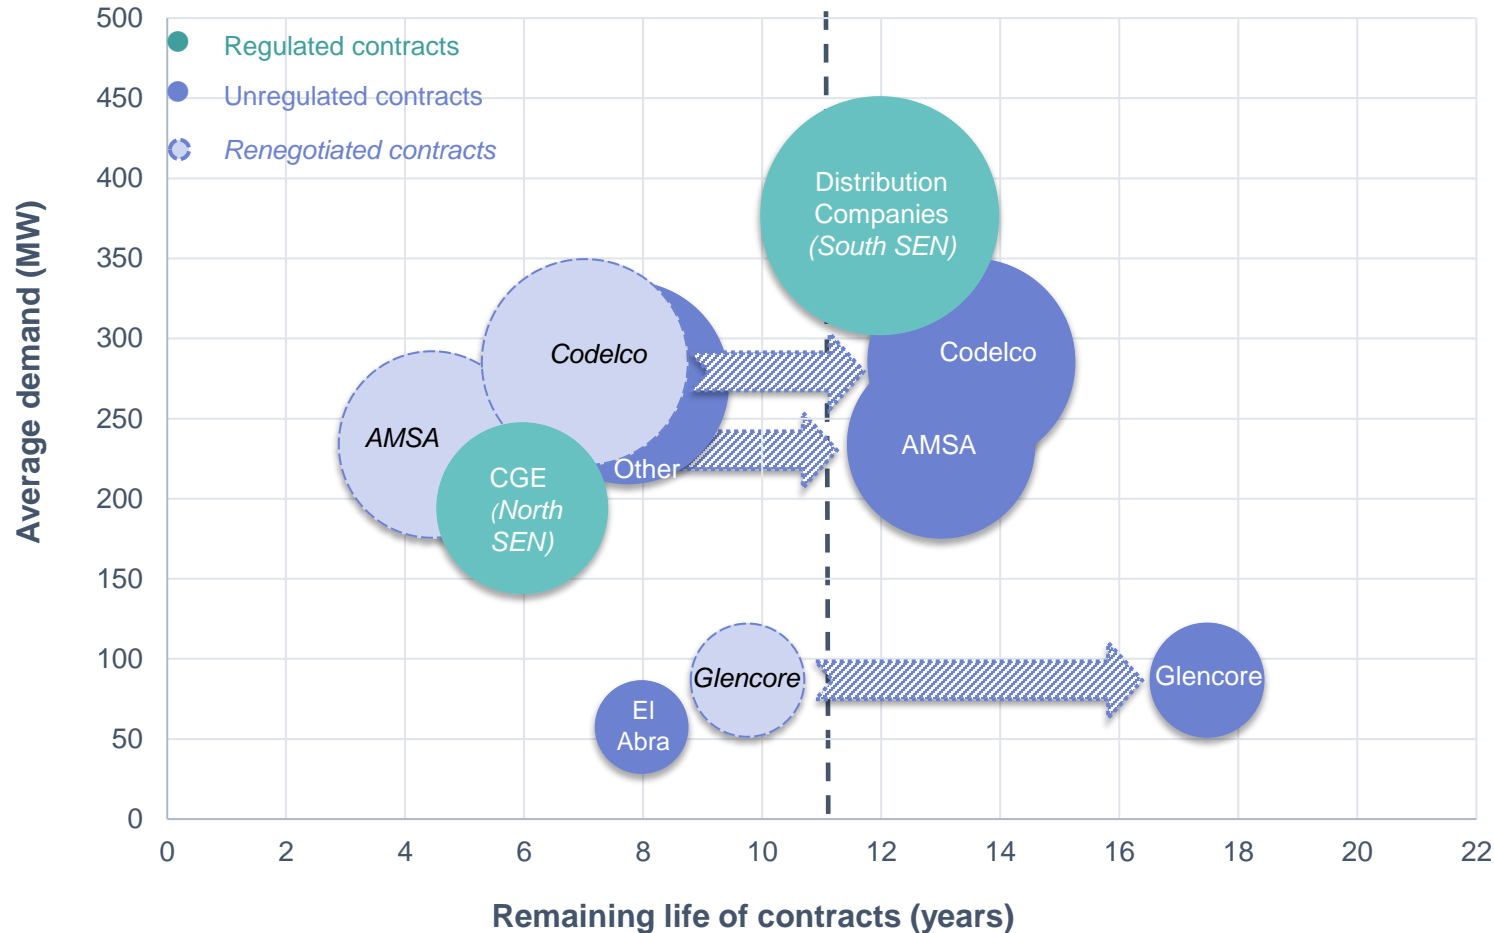 500
450
400
350
300
250
200
150
100
50
0
0 2 4 6 8 10 12 14 16 18 20 22
Average demand (MW)
Remaining life of contracts (years)
Regulated contracts
Unregulated contracts
Renegotiated contracts
Distribution
Companies
(South SEN)
Codelco
Codelco
AMSA
AMSA
Other
CGE
(North
SEN)
Glencore
Glencore
El
Abra